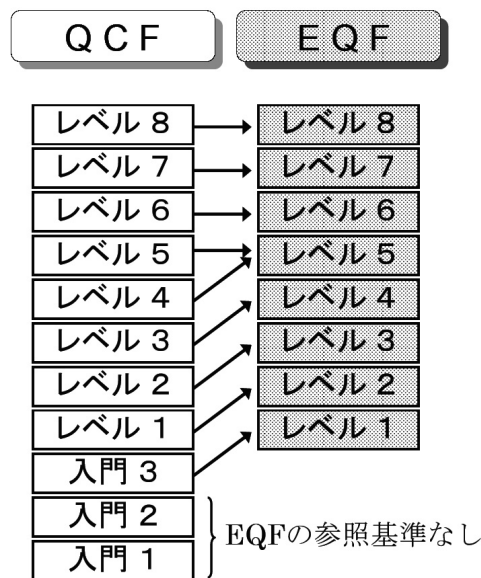 QCF EQF
レベル 8 レベル 8
レベル 7 レベル 7
レベル 6 レベル 6
レベル 5 レベル 5
レベル 4 レベル 4
レベル 3 レベル 3
レベル 2 レベル 2
レベル 1 レベル 1
入門 3
入門 2
EQFの参照基準なし
入門 1